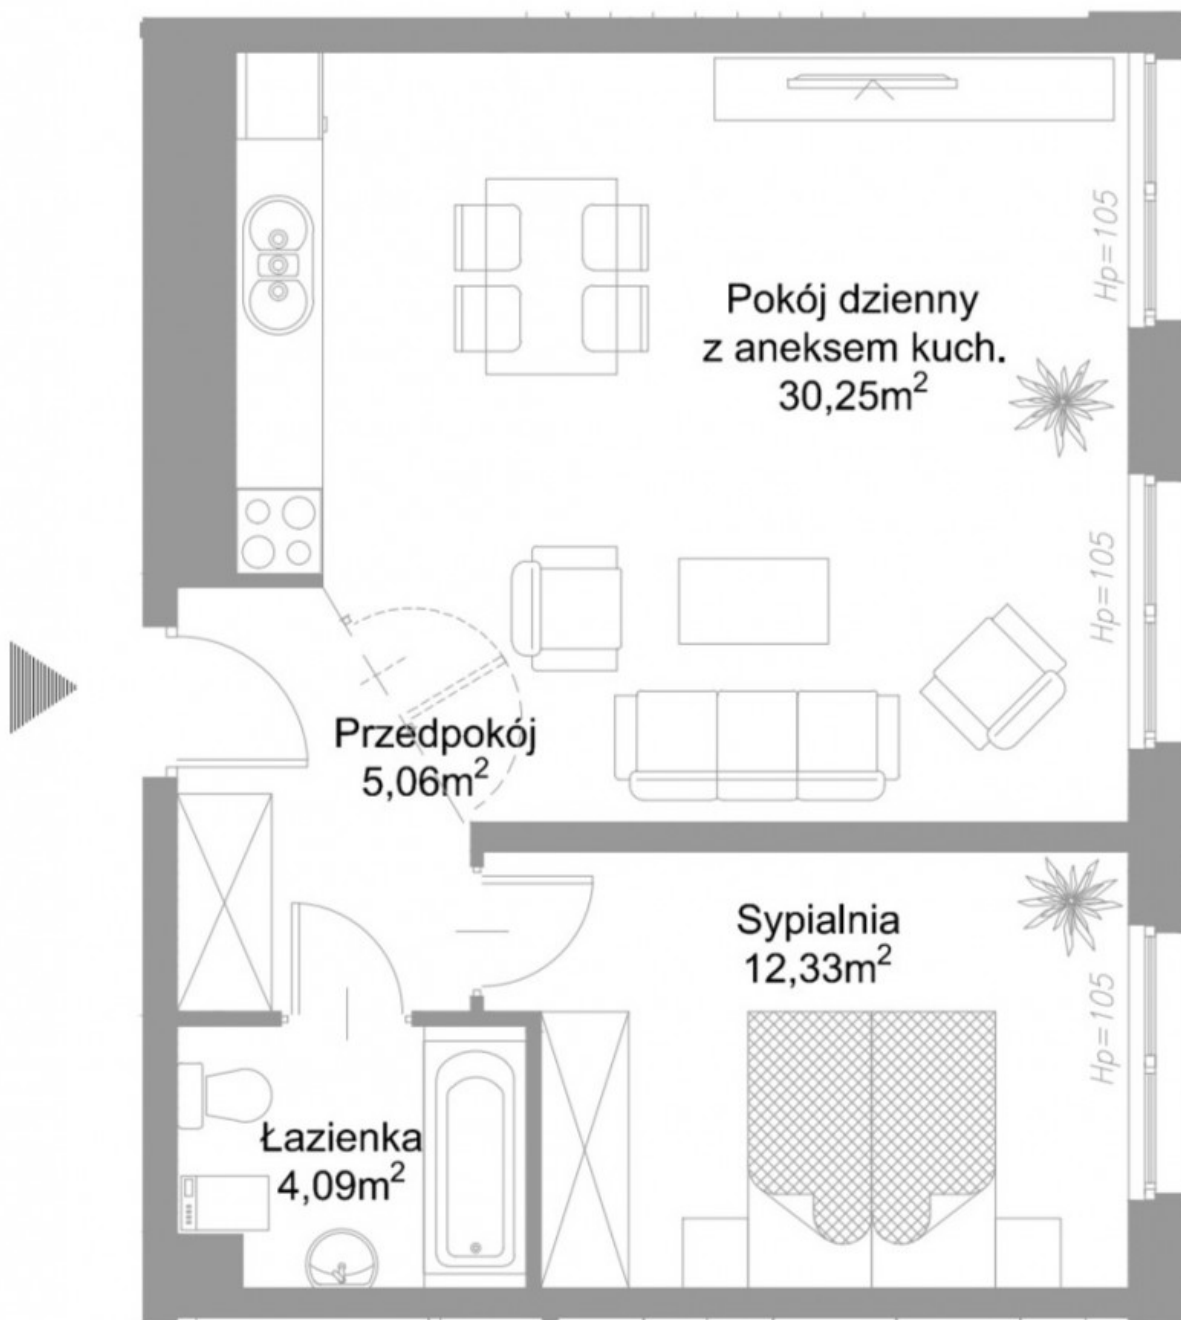 Pokój dzienny
z aneksem kuch.
30,25m²
Hp=105
Hp=105
Przedpokój
5,06m²
Sypialnia
12,33m²
Hp=105
Łazienka
4,09m²